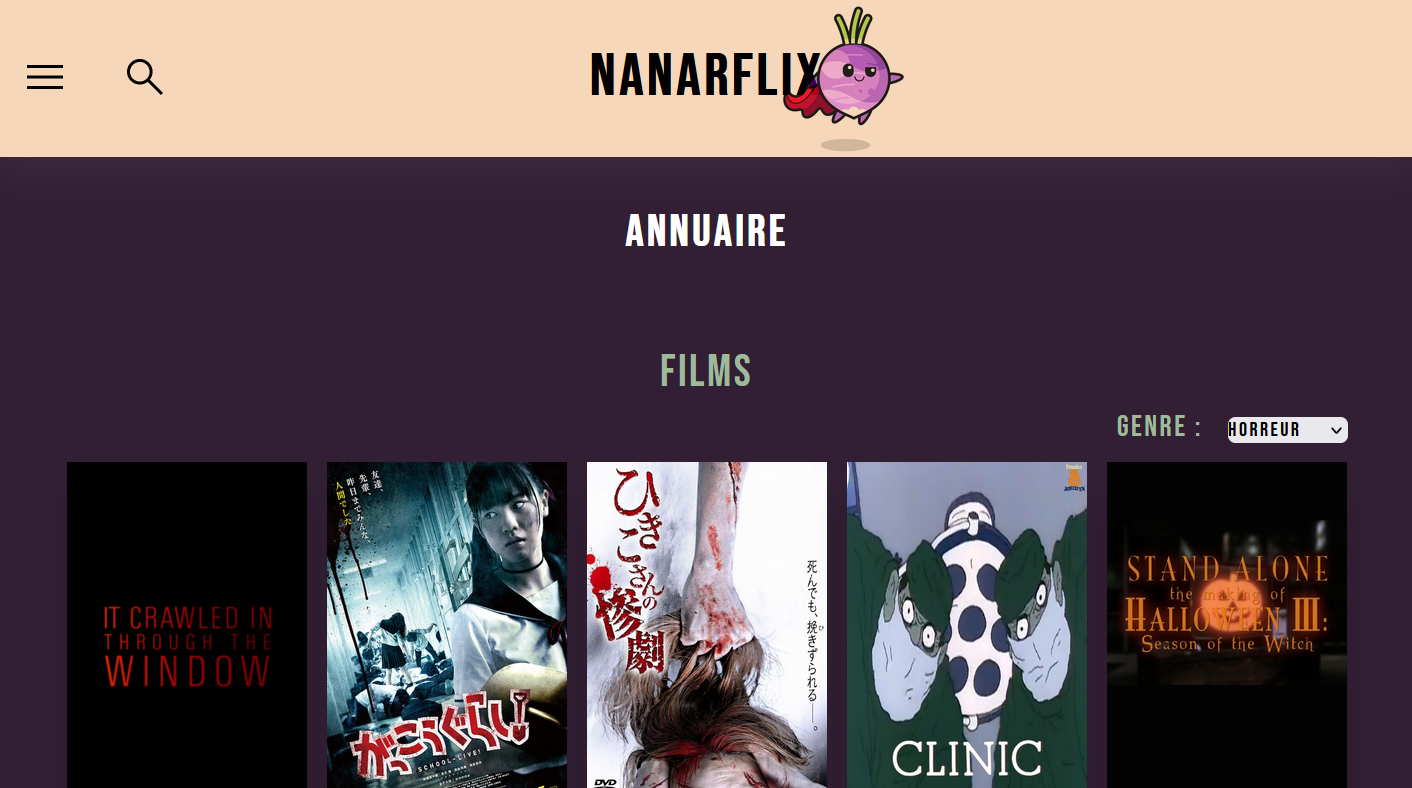 NANARFLIX
ANNUAIRE
FILMS
GENRE :
HORREUR
IT CRAWLED IN
THROUGH THE
WINDOW
友達、
先輩、
昨日までみんな、
人間でした
がっこうぐらし!
SCHOOL-LIVE!
ひきこさんの
惨劇
死んでも、挽きずられる――。
DVD
Studio
CLINIC
STAND ALONE
the making of
HALLOWEEN III:
Season of the Witch